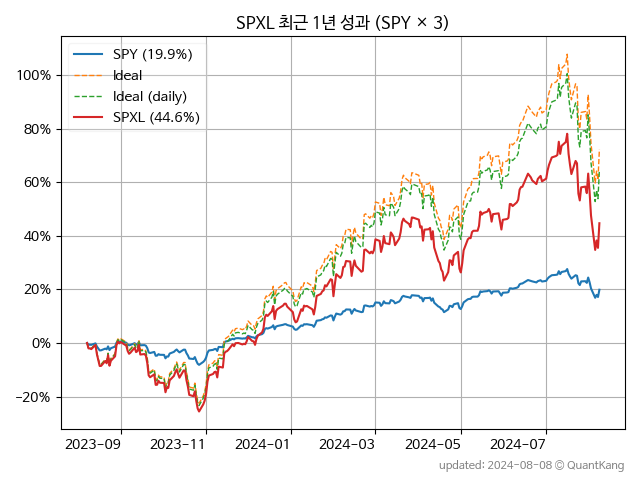 SPXL 최근 1년 성과 (SPY × 3)
SPY (19.9%)
Ideal
Ideal (daily)
SPXL (44.6%)
100%
80%
60%
40%
20%
0%
−20%
2023-09
2023-11
2024-01
2024-03
2024-05
2024-07
updated: 2024-08-08 © QuantKang